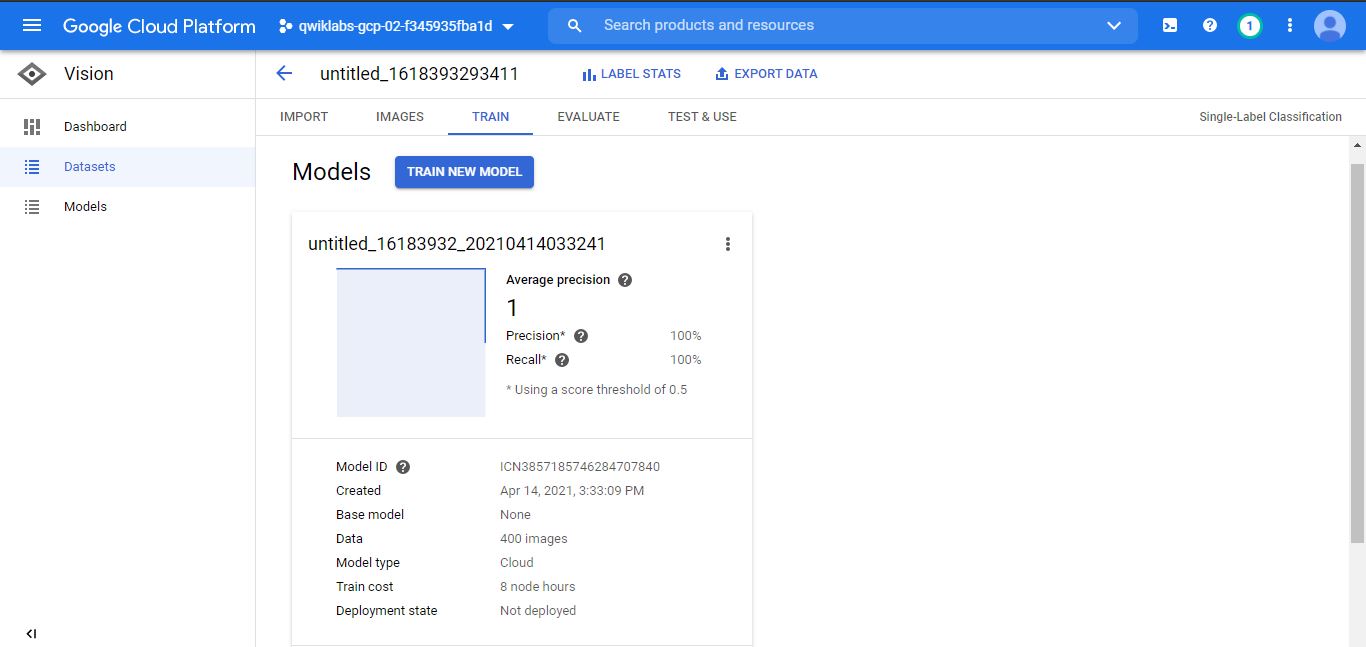 Google Cloud Platform
qwiklabs-gcp-02-f345935fba1d
Search products and resources
1
Vision
untitled_1618393293411
LABEL STATS
EXPORT DATA
IMPORT
IMAGES
TRAIN
EVALUATE
TEST & USE
Single-Label Classification
Dashboard
Datasets
Models
Models
TRAIN NEW MODEL
untitled_16183932_20210414033241
Average precision ?
1
Precision* ? 100%
Recall* ? 100%
* Using a score threshold of 0.5
Model ID ? ICN3857185746284707840
Created Apr 14, 2021, 3:33:09 PM
Base model None
Data 400 images
Model type Cloud
Train cost 8 node hours
Deployment state Not deployed